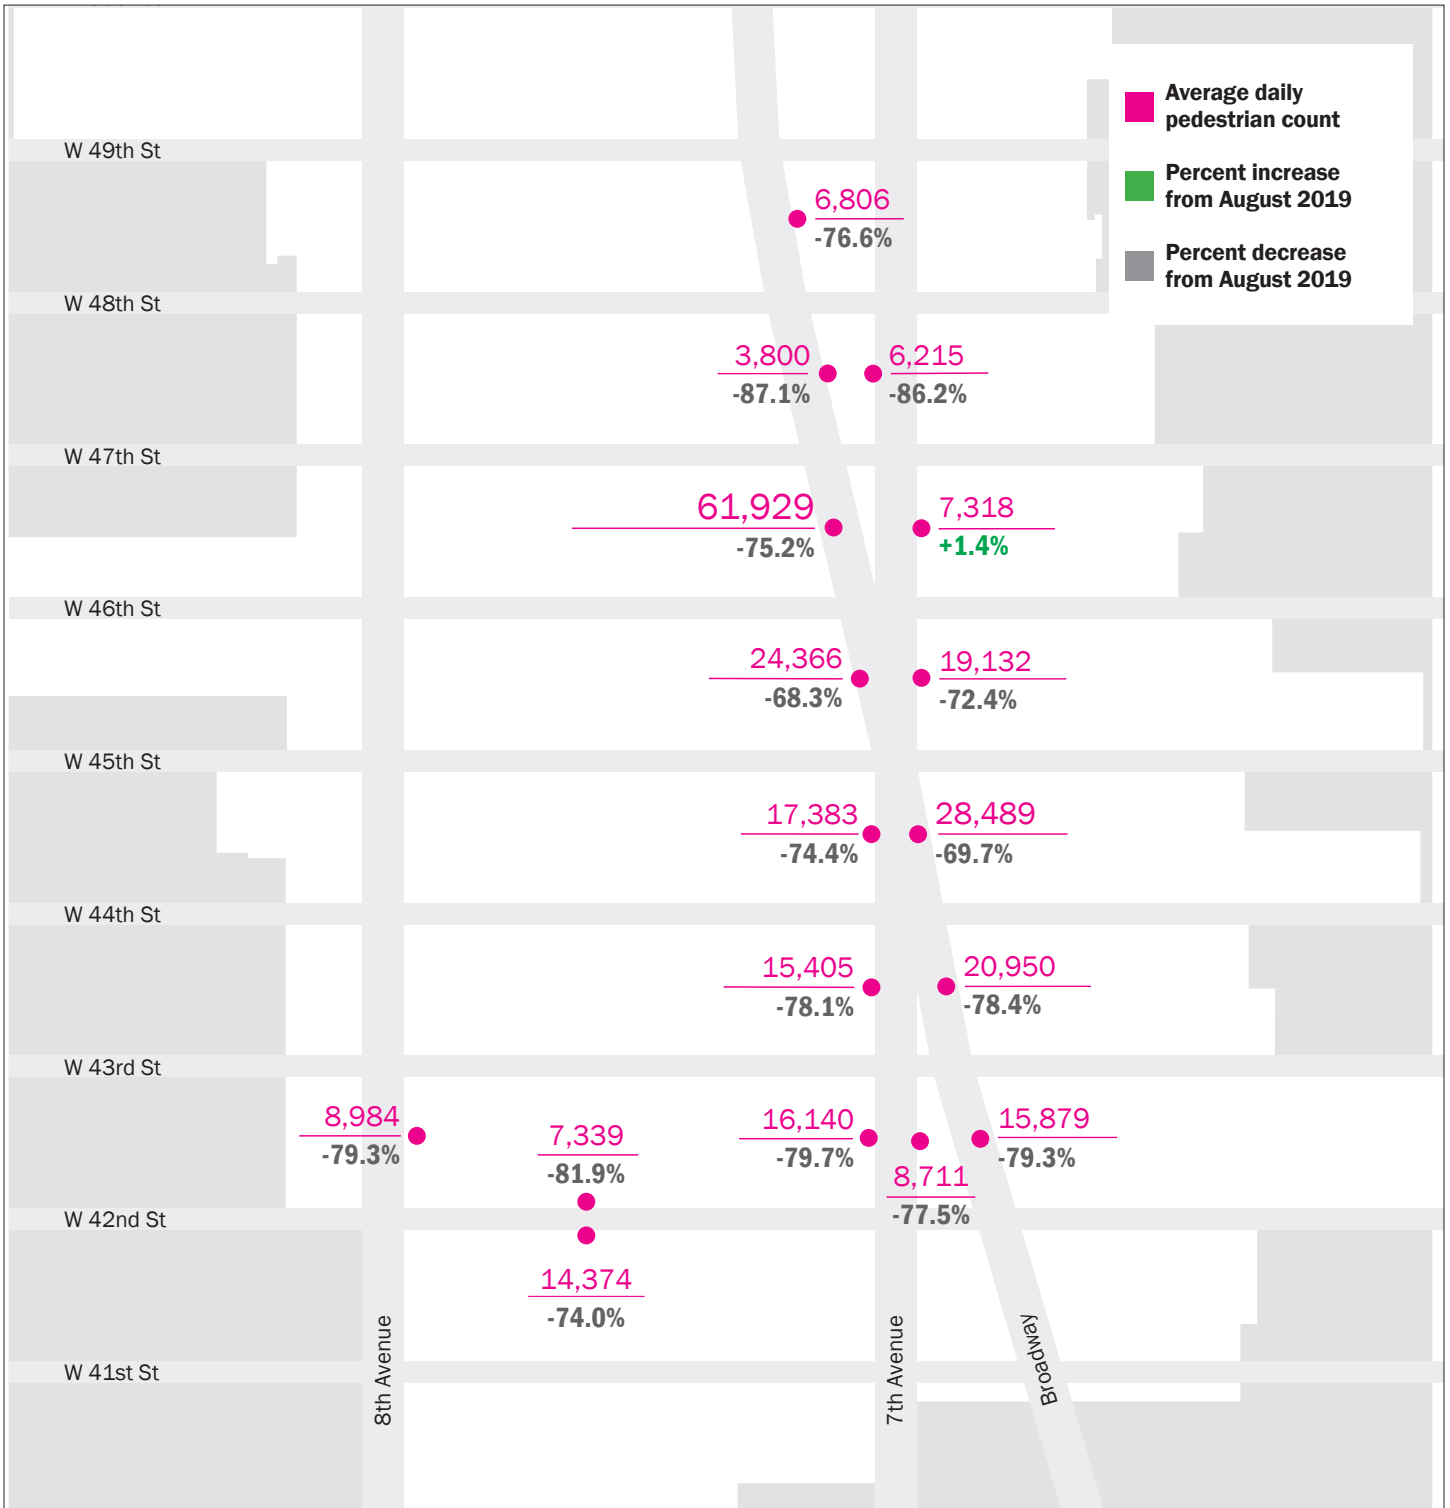 Average daily
pedestrian count
Percent increase
from August 2019
Percent decrease
from August 2019
W 49th St
6,806
-76.6%
W 48th St
3,800
-87.1%
6,215
-86.2%
W 47th St
61,929
-75.2%
7,318
+1.4%
W 46th St
24,366
-68.3%
19,132
-72.4%
W 45th St
17,383
-74.4%
28,489
-69.7%
W 44th St
15,405
-78.1%
20,950
-78.4%
W 43rd St
8,984
-79.3%
7,339
-81.9%
16,140
-79.7%
8,711
-77.5%
15,879
-79.3%
W 42nd St
14,374
-74.0%
W 41st St
8th Avenue
7th Avenue
Broadway